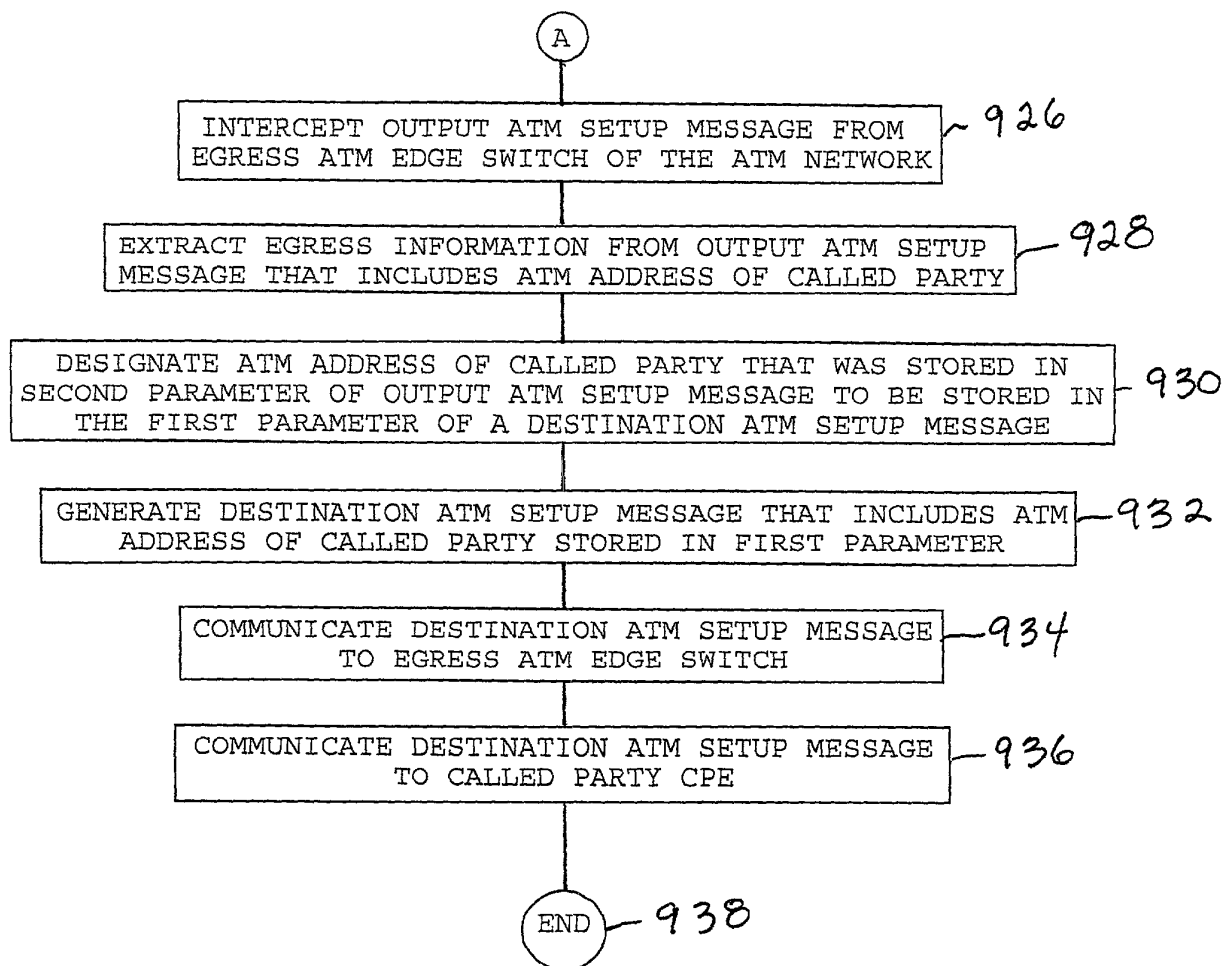 A
INTERCEPT OUTPUT ATM SETUP MESSAGE FROM
EGRESS ATM EDGE SWITCH OF THE ATM NETWORK
926
EXTRACT EGRESS INFORMATION FROM OUTPUT ATM SETUP
MESSAGE THAT INCLUDES ATM ADDRESS OF CALLED PARTY
928
DESIGNATE ATM ADDRESS OF CALLED PARTY THAT WAS STORED IN
SECOND PARAMETER OF OUTPUT ATM SETUP MESSAGE TO BE STORED IN
THE FIRST PARAMETER OF A DESTINATION ATM SETUP MESSAGE
930
GENERATE DESTINATION ATM SETUP MESSAGE THAT INCLUDES ATM
ADDRESS OF CALLED PARTY STORED IN FIRST PARAMETER
932
COMMUNICATE DESTINATION ATM SETUP MESSAGE
TO EGRESS ATM EDGE SWITCH
934
COMMUNICATE DESTINATION ATM SETUP MESSAGE
TO CALLED PARTY CPE
936
END
938